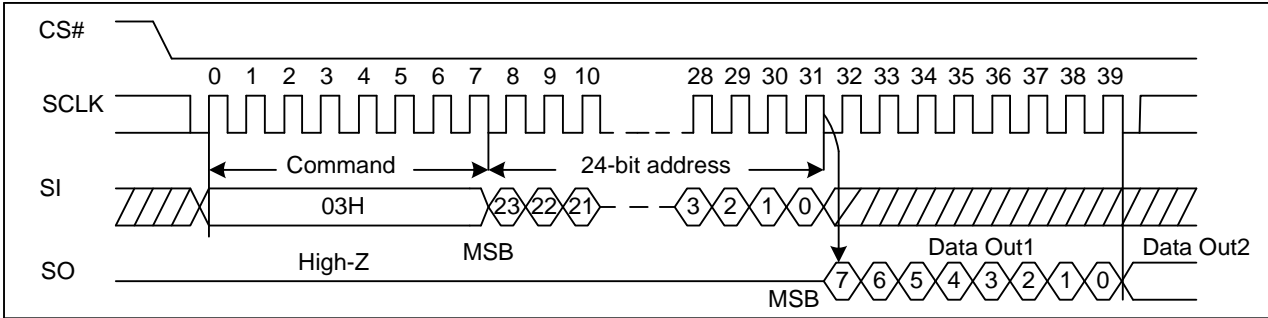 CS#
0 1 2 3 4 5 6 7 8 9 10 28 29 30 31 32 33 34 35 36 37 38 39
SCLK
Command 24-bit address
SI 03H 23 22 21 3 2 1 0
MSB Data Out1 Data Out2
SO High-Z 7 6 5 4 3 2 1 0
MSB